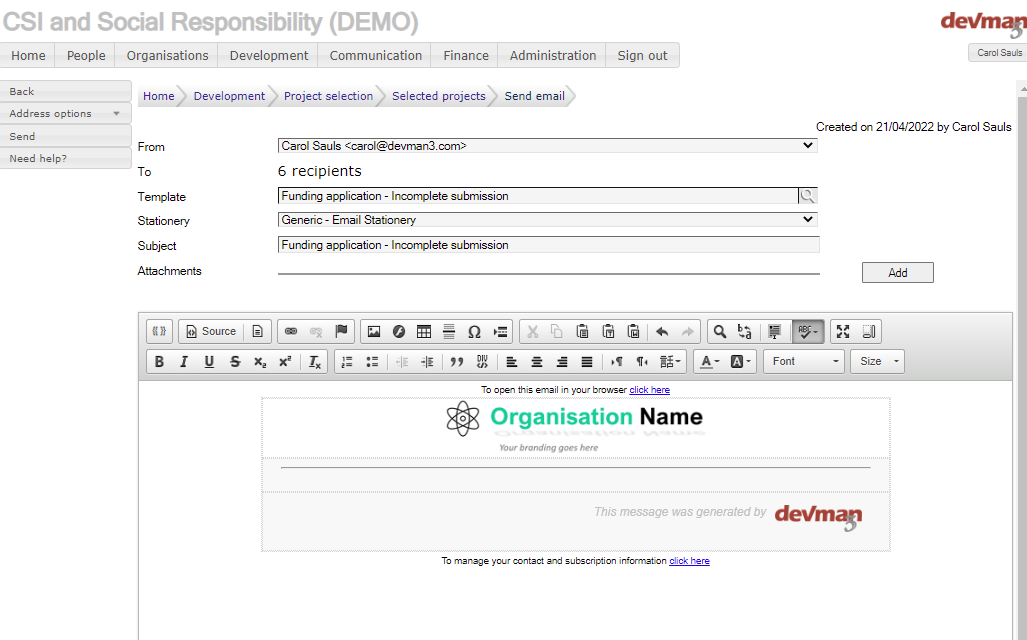 CSI and Social Responsibility (DEMO)
devman3
Home People Organisations Development Communication Finance Administration Sign out
Carol Sauls
Back
Address options
Send
Need help?
Home Development Project selection Selected projects Send email
Created on 21/04/2022 by Carol Sauls
From Carol Sauls <carol@devman3.com>
To 6 recipients
Template Funding application - Incomplete submission
Stationery Generic - Email Stationery
Subject Funding application - Incomplete submission
Attachments Add
Source
Font Size
To open this email in your browser click here
Organisation Name
Your branding goes here
This message was generated by devman3
To manage your contact and subscription information click here